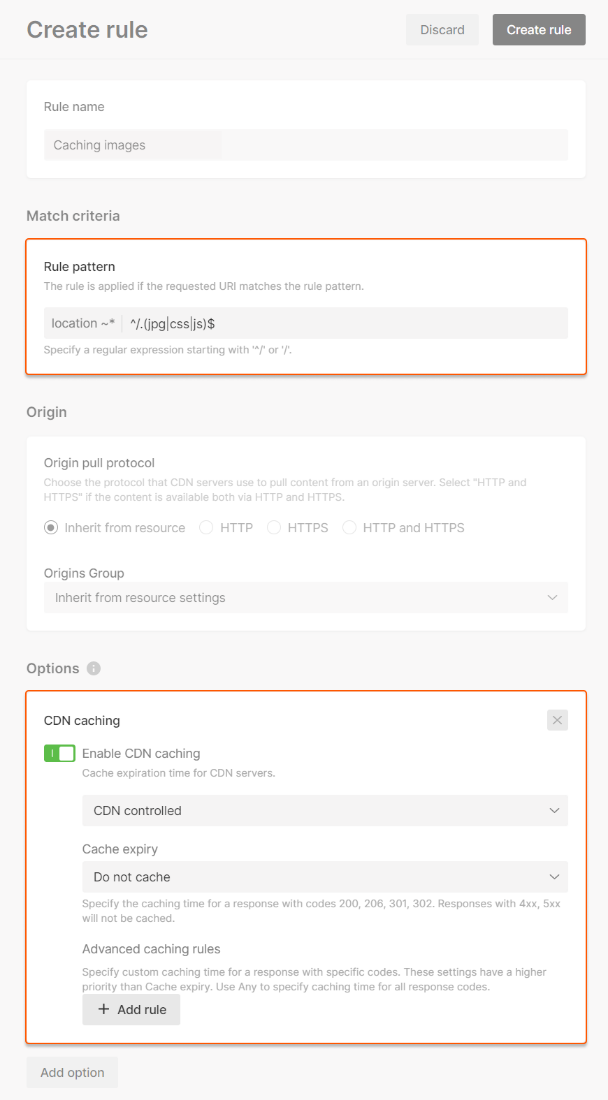 Create rule
Discard
Create rule
Rule name
Caching images
Match criteria
Rule pattern
The rule is applied if the requested URI matches the rule pattern.
location ~* ^/.(jpg|css|js)$
Specify a regular expression starting with '^/' or '/'.
Origin
Origin pull protocol
Choose the protocol that CDN servers use to pull content from an origin server. Select "HTTP and
HTTPS" if the content is available both via HTTP and HTTPS.
Inherit from resource HTTP HTTPS HTTP and HTTPS
Origins Group
Inherit from resource settings
Options
CDN caching
Enable CDN caching
Cache expiration time for CDN servers.
CDN controlled
Cache expiry
Do not cache
Specify the caching time for a response with codes 200, 206, 301, 302. Responses with 4xx, 5xx
will not be cached.
Advanced caching rules
Specify custom caching time for a response with specific codes. These settings have a higher
priority than Cache expiry. Use Any to specify caching time for all response codes.
+ Add rule
Add option